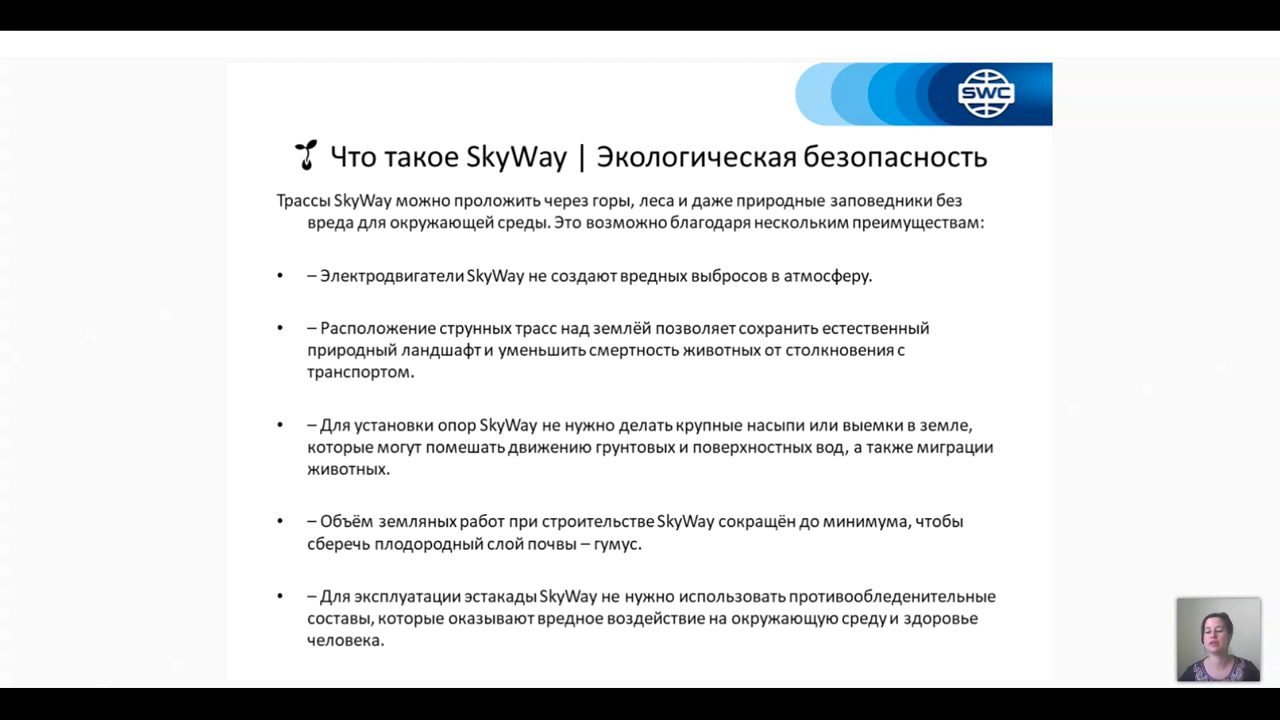 SWC
Что такое SkyWay | Экологическая безопасность
Трассы SkyWay можно проложить через горы, леса и даже природные заповедники без
вреда для окружающей среды. Это возможно благодаря нескольким преимуществам:
• – Электродвигатели SkyWay не создают вредных выбросов в атмосферу.
• – Расположение струнных трасс над землёй позволяет сохранить естественный
природный ландшафт и уменьшить смертность животных от столкновения с
транспортом.
• – Для установки опор SkyWay не нужно делать крупные насыпи или выемки в земле,
которые могут помешать движению грунтовых и поверхностных вод, а также миграции
животных.
• – Объём земляных работ при строительстве SkyWay сокращён до минимума, чтобы
сберечь плодородный слой почвы – гумус.
• – Для эксплуатации эстакады SkyWay не нужно использовать противообледенительные
составы, которые оказывают вредное воздействие на окружающую среду и здоровье
человека.